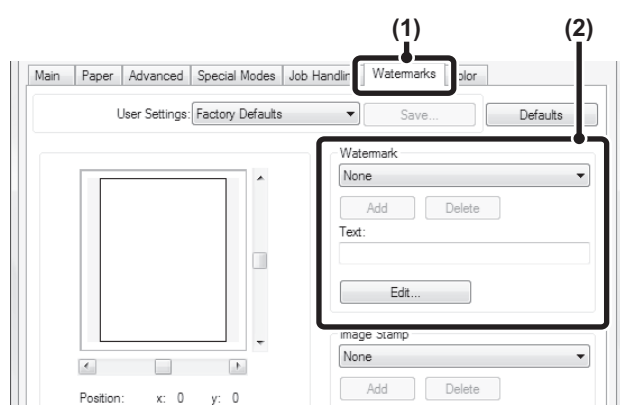 (1) (2)
Main Paper Advanced Special Modes Job Handlin Watermarks olor
User Settings: Factory Defaults Save... Defaults
Watermark
None
Add Delete
Text:
Edit...
Image Stamp
None
Add Delete
Position: x: 0 y: 0